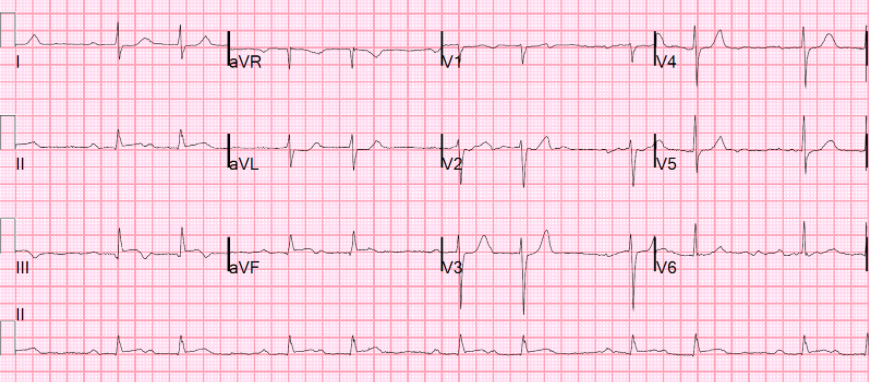 I aVR V1 V4
II aVL V2 V5
III aVF V3 V6
II